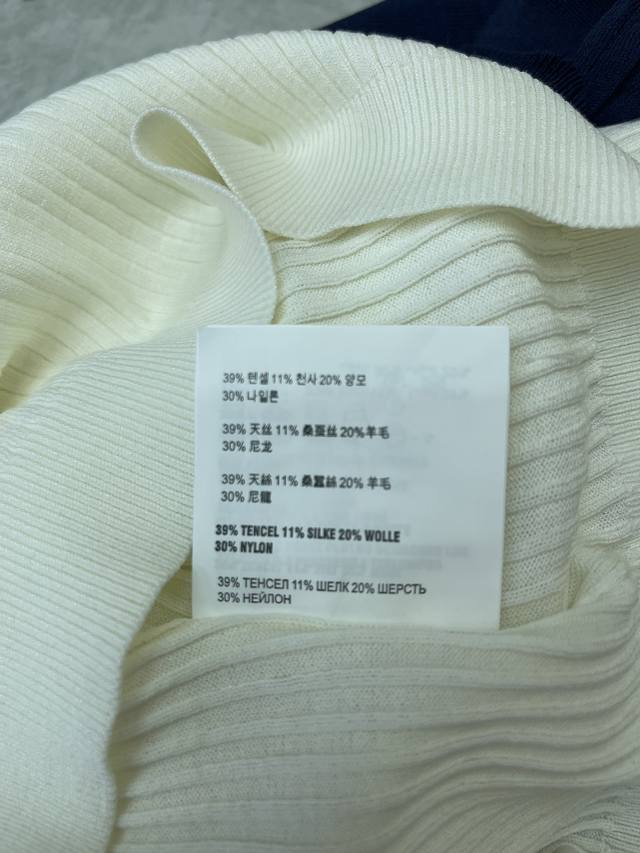 39% 텐셀 11% 천사 20% 양모
30% 나일론
39% 天丝 11% 桑蚕丝 20%羊毛
30% 尼龙
39% 天絲 11% 桑蠶絲 20% 羊毛
30% 尼龍
39% TENCEL 11% SILKE 20% WOLLE
30% NYLON
39% ТЕНСЕЛ 11% ШЕЛК 20% ШЕРСТЬ
30% НЕЙЛОН